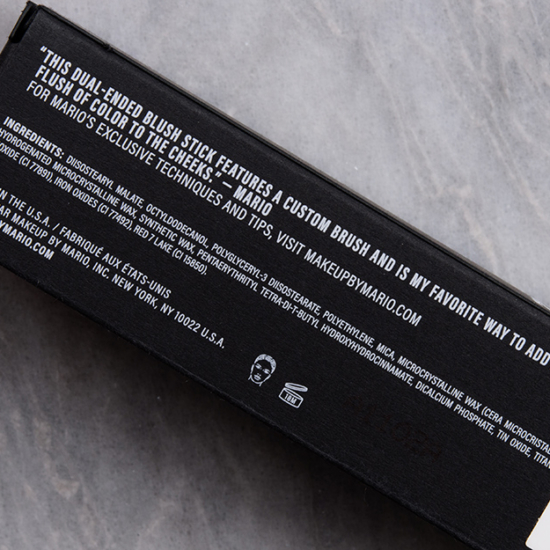 "THIS DUAL-ENDED BLUSH STICK FEATURES A CUSTOM BRUSH AND IS MY FAVORITE WAY TO ADD
FLUSH OF COLOR TO THE CHEEKS." – MARIO
FOR MARIO'S EXCLUSIVE TECHNIQUES AND TIPS, VISIT MAKEUPBYMARIO.COM
INGREDIENTS: DIISOSTEARYL MALATE, OCTYLDODECANOL, POLYGLYCERYL-3 DIISOSTEARATE, POLYETHYLENE, MICA, MICROCRYSTALLINE WAX (CERA MICROCRISTAL
HYDROGENATED MICROCRYSTALLINE WAX, SYNTHETIC WAX, PENTAERYTHRITYL TETRA-DI-T-BUTYL HYDROXYHYDROCINNAMATE, DICALCIUM PHOSPHATE, TIN OXIDE, TITAN
OXIDE (CI 77891), IRON OXIDES (CI 77492), RED 7 LAKE (CI 15850).
IN THE U.S.A. / FABRIQUÉ AUX ÉTATS-UNIS
AR MAKEUP BY MARIO, INC. NEW YORK, NY 10022 U.S.A.
YMARIO.COM
18M